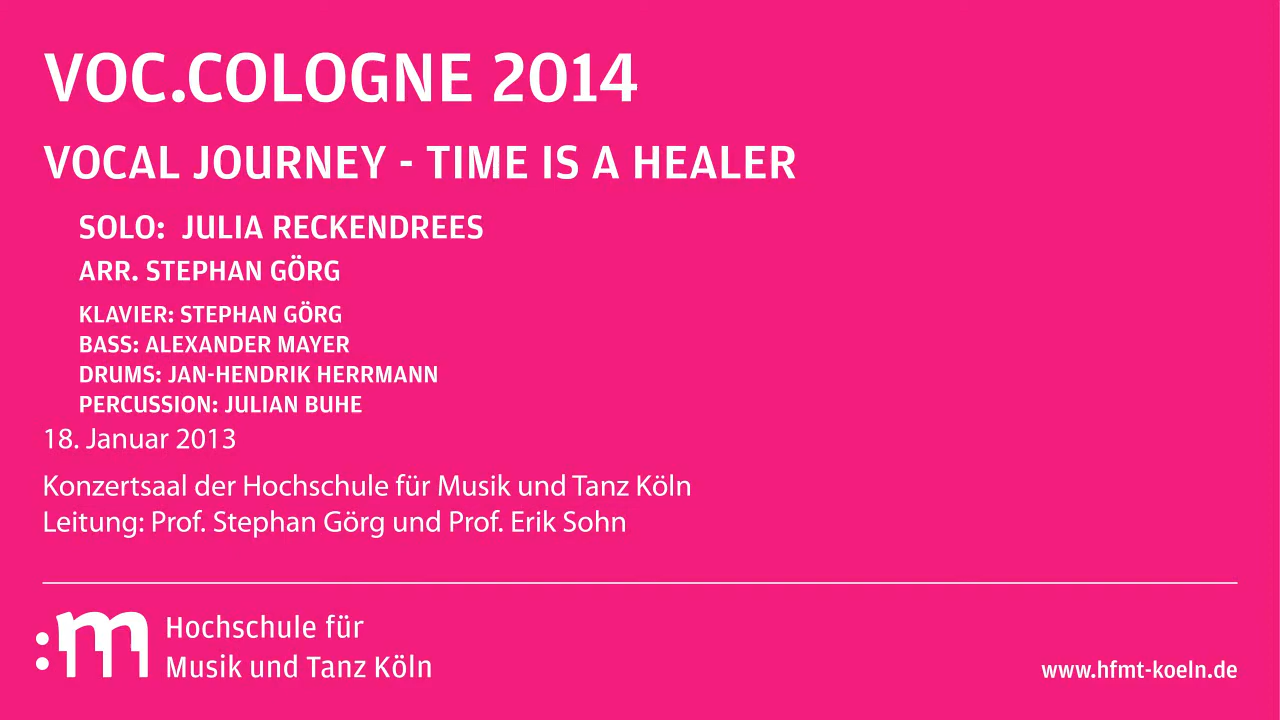 VOC.COLOGNE 2014
VOCAL JOURNEY - TIME IS A HEALER
SOLO: JULIA RECKENDREES
ARR. STEPHAN GÖRG
KLAVIER: STEPHAN GÖRG
BASS: ALEXANDER MAYER
DRUMS: JAN-HENDRIK HERRMANN
PERCUSSION: JULIAN BUHE
18. Januar 2013
Konzertsaal der Hochschule für Musik und Tanz Köln
Leitung: Prof. Stephan Görg und Prof. Erik Sohn
:m Hochschule für
Musik und Tanz Köln
www.hfmt-koeln.de